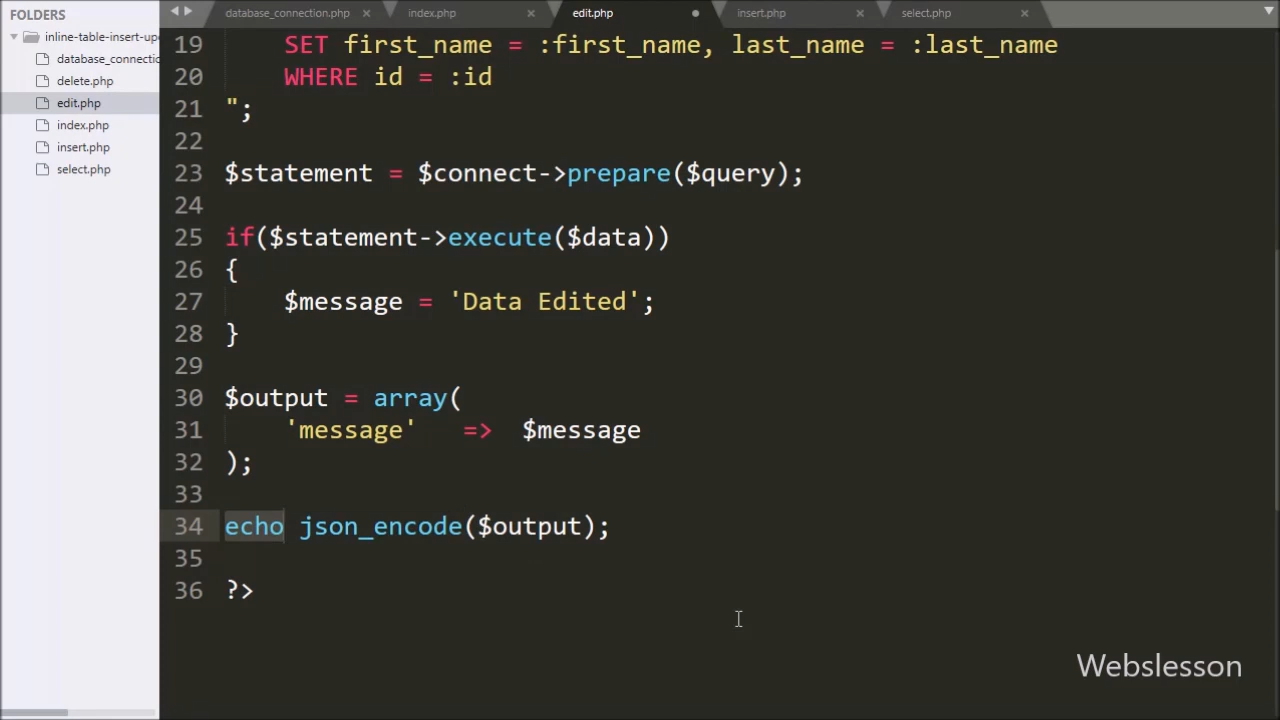 FOLDERS
inline-table-insert-upd
database_connectic
delete.php
edit.php
index.php
insert.php
select.php
database_connection.php
index.php
edit.php
insert.php
select.php
19 SET first_name = :first_name, last_name = :last_name
20 WHERE id = :id
21 ";
22
23 $statement = $connect->prepare($query);
24
25 if($statement->execute($data))
26 {
27 $message = 'Data Edited';
28 }
29
30 $output = array(
31 'message' => $message
32 );
33
34 echo json_encode($output);
35
36 ?>
Webslesson